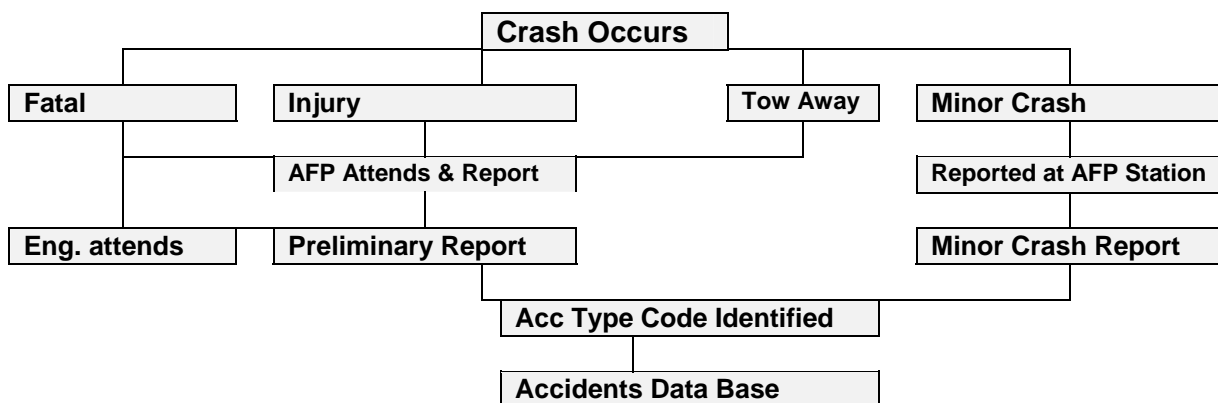 Crash Occurs
Fatal
Injury
Tow Away
Minor Crash
AFP Attends & Report
Reported at AFP Station
Eng. attends
Preliminary Report
Minor Crash Report
Acc Type Code Identified
Accidents Data Base